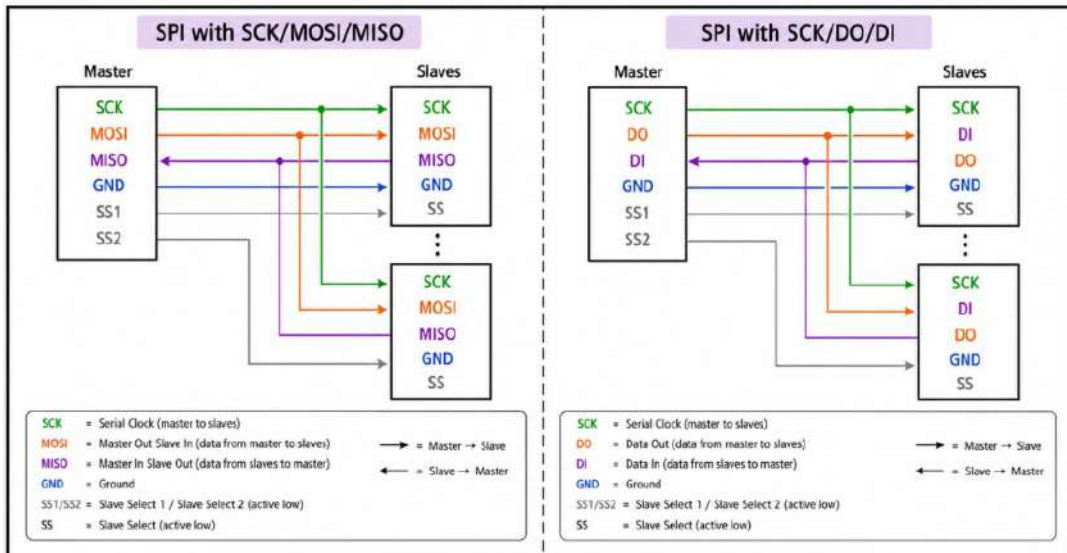 SPI with SCK/MOSI/MISO
Master
Slaves
SCK
MOSI
MISO
GND
SS1
SS2
SCK
MOSI
MISO
GND
SS
SCK
MOSI
MISO
GND
SS
SCK = Serial Clock (master to slaves)
MOSI = Master Out Slave In (data from master to slaves)
MISO = Master In Slave Out (data from slaves to master)
GND = Ground
SS1/SS2 = Slave Select 1 / Slave Select 2 (active low)
SS = Slave Select (active low)
= Master → Slave
= Slave → Master
SPI with SCK/DO/DI
Master
Slaves
SCK
DO
DI
GND
SS1
SS2
SCK
DI
DO
GND
SS
SCK
DI
DO
GND
SS
SCK = Serial Clock (master to slaves)
DO = Data Out (data from master to slaves)
DI = Data In (data from slaves to master)
GND = Ground
SS1/SS2 = Slave Select 1 / Slave Select 2 (active low)
SS = Slave Select (active low)
= Master → Slave
= Slave → Master